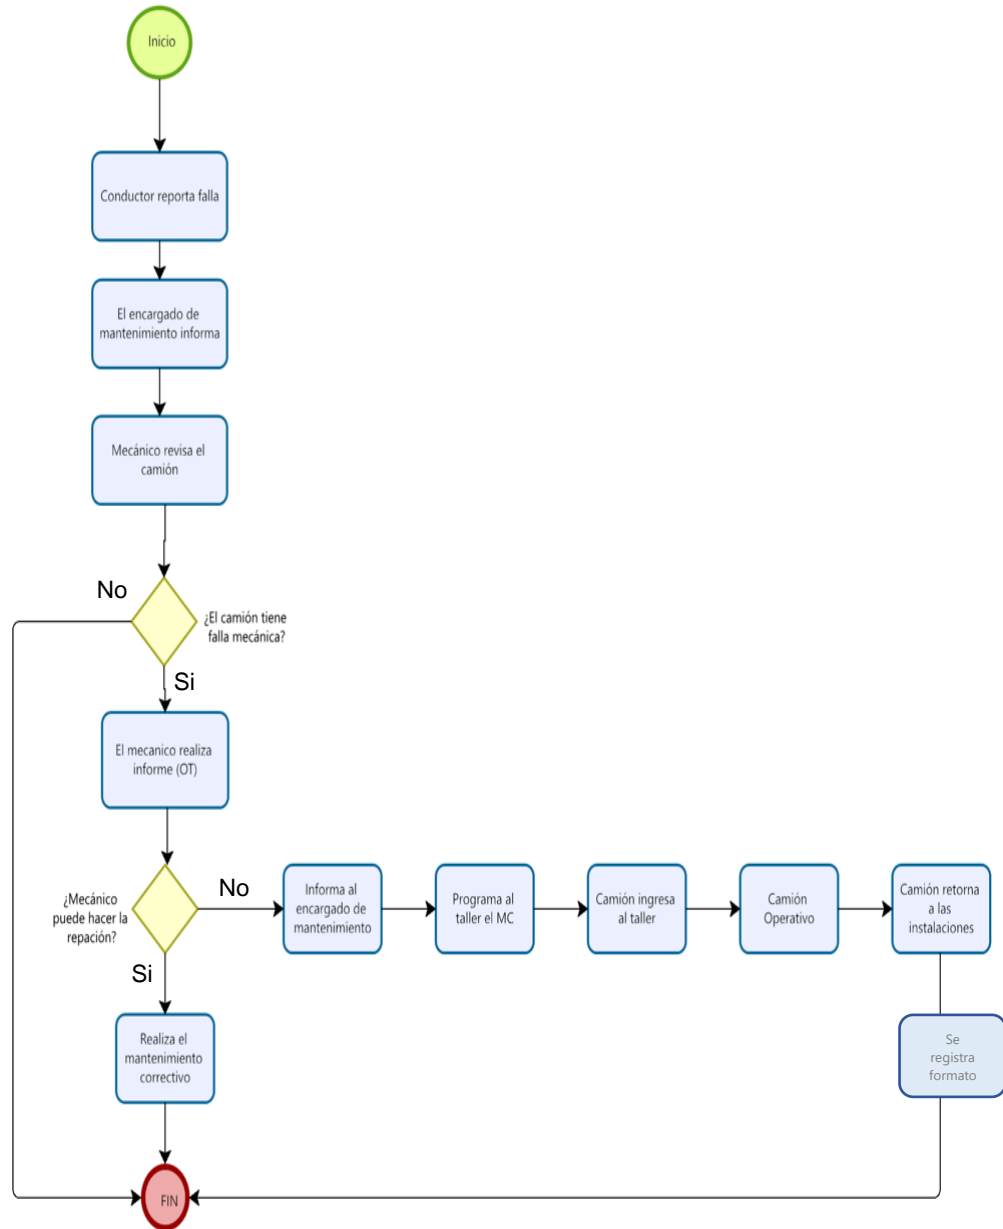 Inicio
Conductor reporta falla
El encargado de
mantenimiento informa
Mecánico revisa el
camión
No
¿El camión tiene
falla mecánica?
Si
El mecanico realiza
informe (OT)
¿Mecánico
puede hacer la
repación?
No
Informa al
encargado de
mantenimiento
Programa al
taller el MC
Camión ingresa
al taller
Camión
Operativo
Camión retorna
a las
instalaciones
Si
Realiza el
mantenimiento
correctivo
Se
registra
formato
FIN